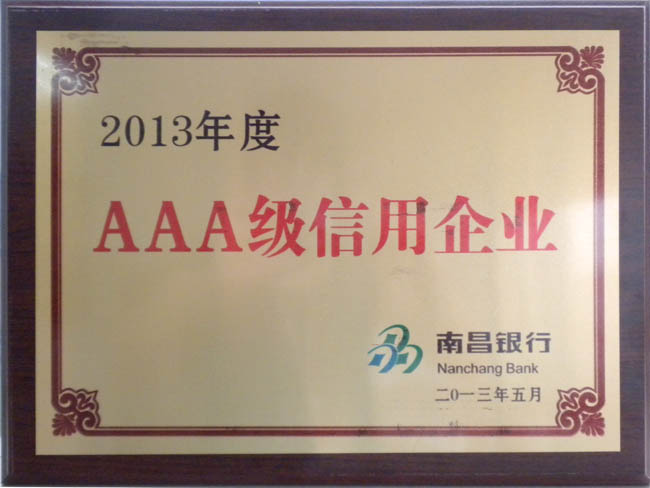 2013年度
AAA级信用企业
南昌银行
Nanchang Bank
二〇一三年五月